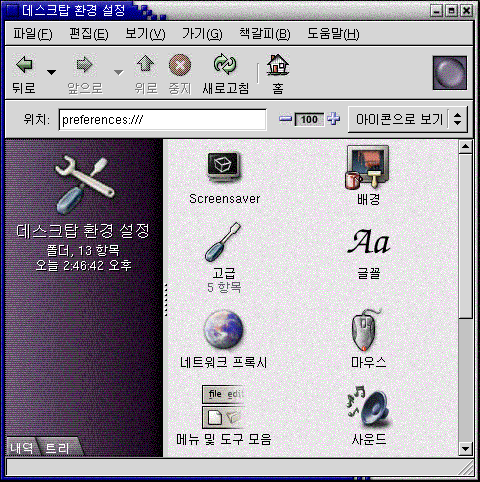 데스크탑 환경 설정
파일(F) 편집(E) 보기(V) 가기(G) 책갈피(B) 도움말(H)
뒤로 앞으로 위로 중지 새로고침 홈
위치: preferences:/// 100 아이콘으로 보기
데스크탑 환경 설정
폴더, 13 항목
오늘 2:46:42 오후
Screensaver 배경
고급 Aa
5 항목 글꼴
네트워크 프록시 마우스
file edit
메뉴 및 도구 모음 사운드
내역 트리